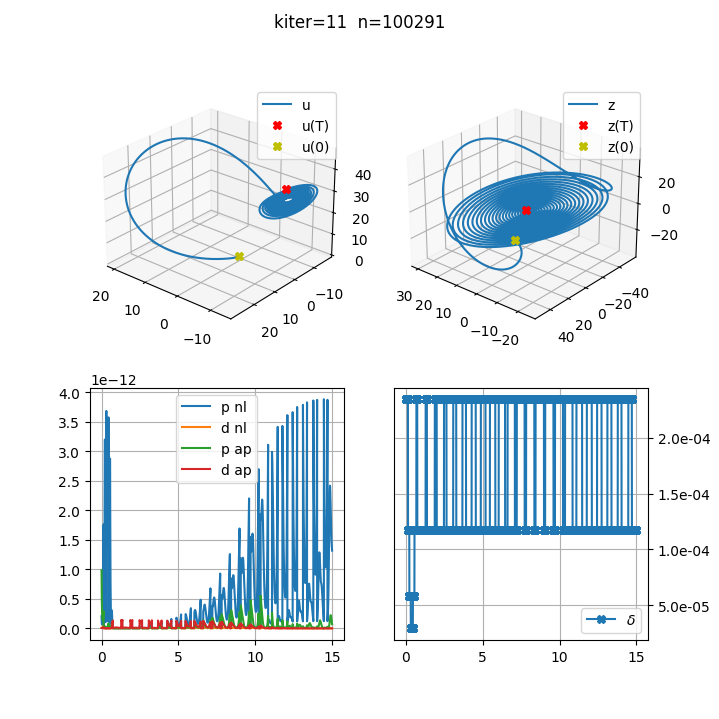 kiter=11  n=100291
u
u(T)
u(0)
z
z(T)
z(0)
40
30
20
10
0
20
10
0
−10
20
10
0
−10
20
0
−20
30
20
10
0
−10
−20
40
20
0
−20
−40
1e−12
4.0
3.5
3.0
2.5
2.0
1.5
1.0
0.5
0.0
p nl
d nl
p ap
d ap
0
5
10
15
2.0e-04
1.5e-04
1.0e-04
5.0e-05
δ
0
5
10
15